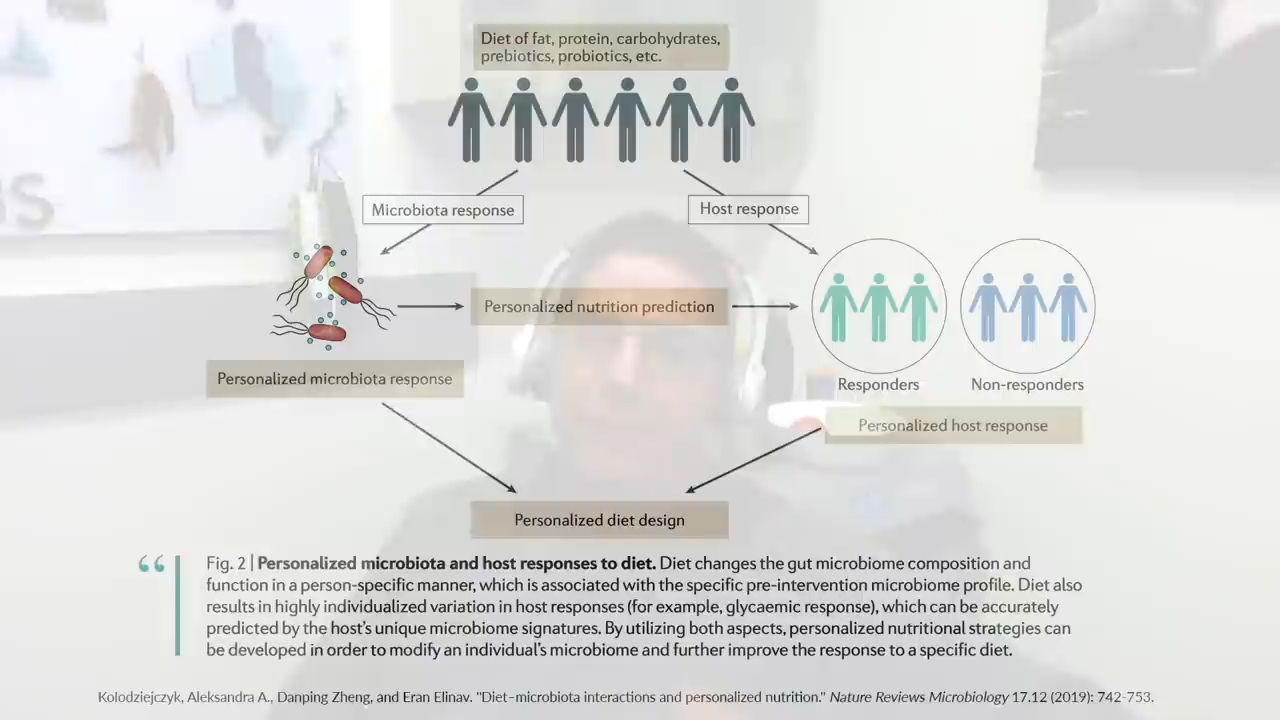 Diet of fat, protein, carbohydrates,
prebiotics, probiotics, etc.
Microbiota response
Host response
Personalized nutrition prediction
Personalized microbiota response
Responders
Non-responders
Personalized host response
Personalized diet design
“
Fig. 2 | Personalized microbiota and host responses to diet. Diet changes the gut microbiome composition and
function in a person-specific manner, which is associated with the specific pre-intervention microbiome profile. Diet also
results in highly individualized variation in host responses (for example, glycaemic response), which can be accurately
predicted by the host's unique microbiome signatures. By utilizing both aspects, personalized nutritional strategies can
be developed in order to modify an individual's microbiome and further improve the response to a specific diet.
Kolodziejczyk, Aleksandra A., Danping Zheng, and Eran Elinav. "Diet–microbiota interactions and personalized nutrition." Nature Reviews Microbiology 17.12 (2019): 742-753.